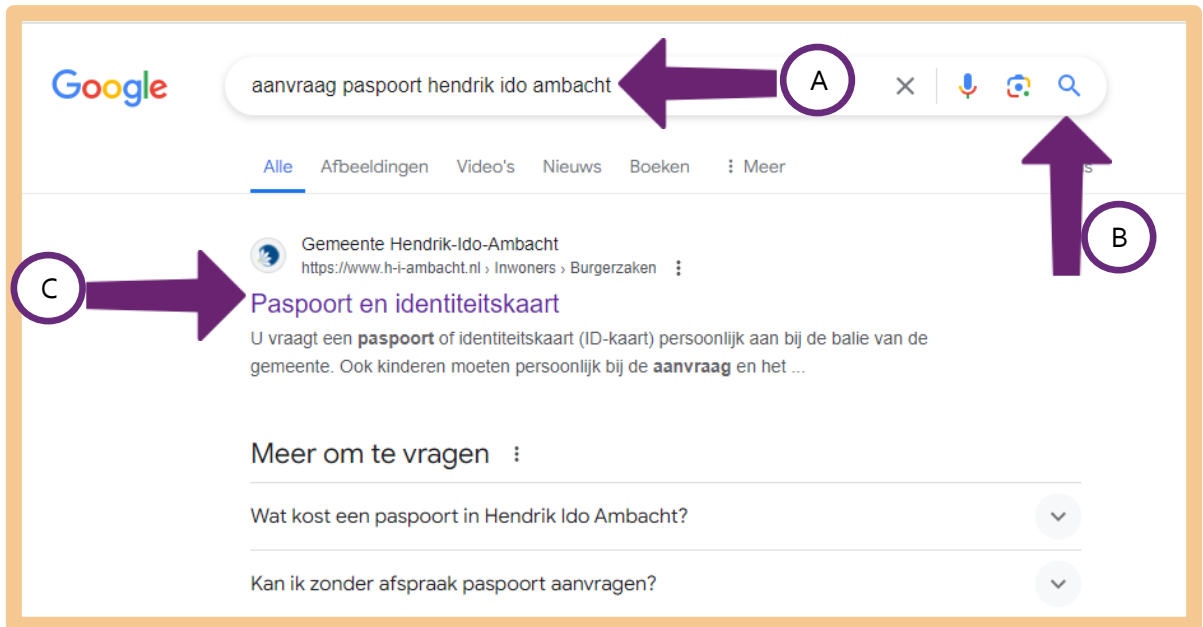 Google
aanvraag paspoort hendrik ido ambacht
A
Alle Afbeeldingen Video's Nieuws Boeken Meer
B
Gemeente Hendrik-Ido-Ambacht
https://www.h-i-ambacht.nl › Inwoners › Burgerzaken
C
Paspoort en identiteitskaart
U vraagt een paspoort of identiteitskaart (ID-kaart) persoonlijk aan bij de balie van de
gemeente. Ook kinderen moeten persoonlijk bij de aanvraag en het ...
Meer om te vragen
Wat kost een paspoort in Hendrik Ido Ambacht?
Kan ik zonder afspraak paspoort aanvragen?